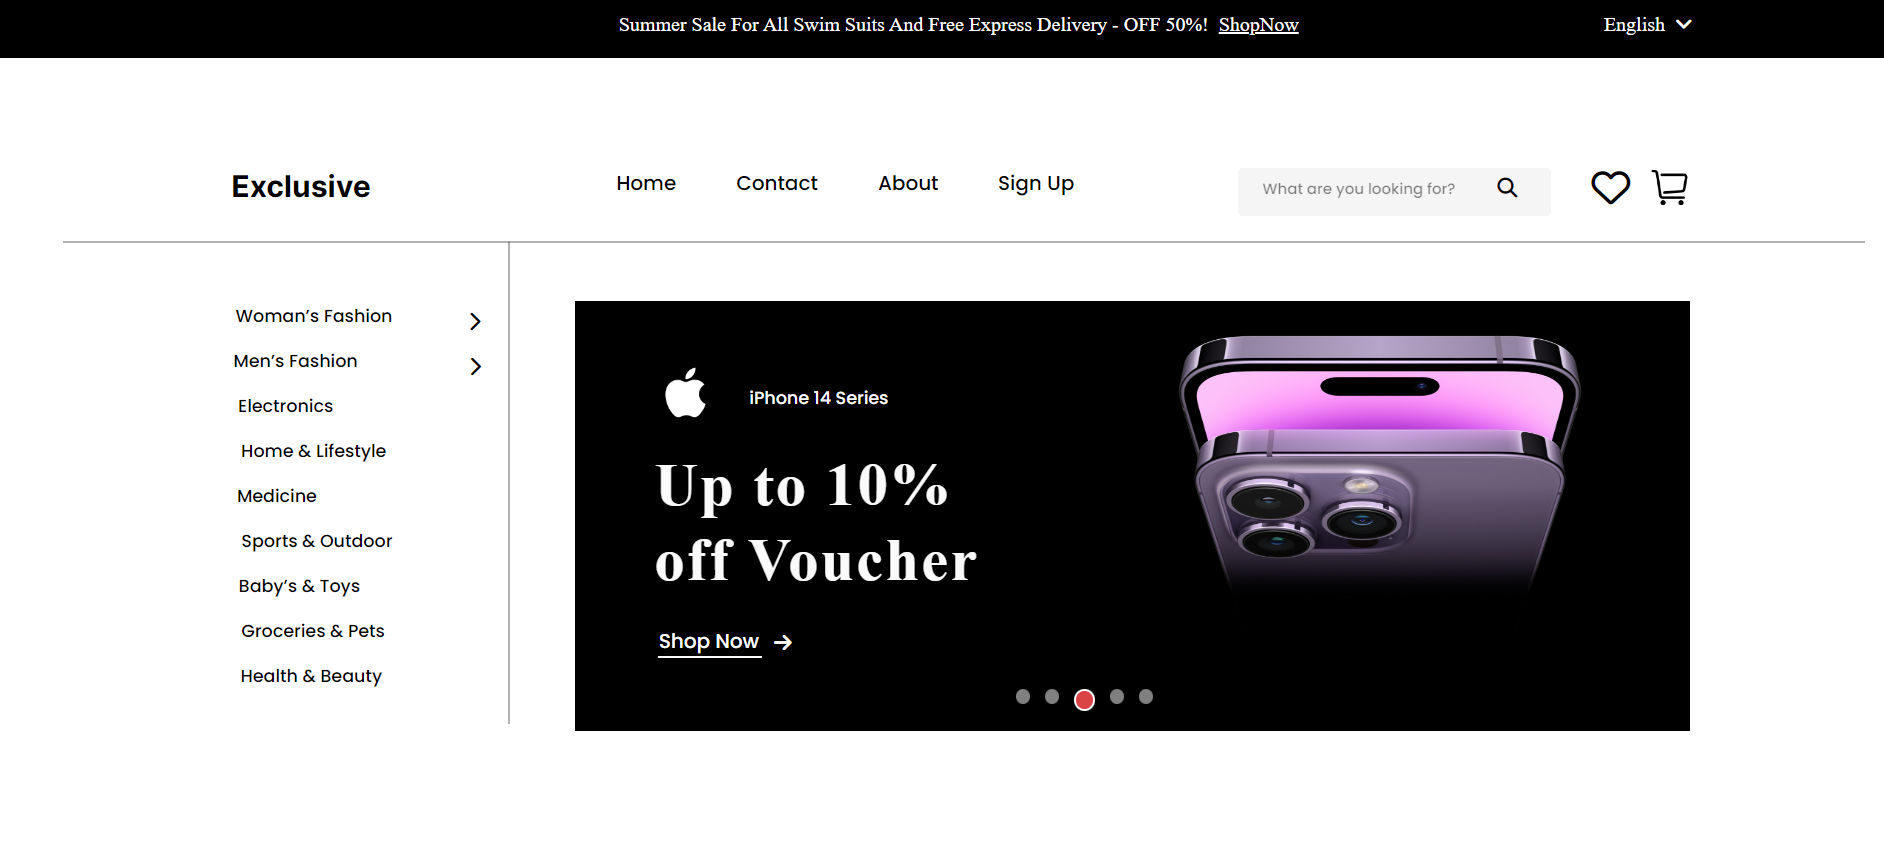 Summer Sale For All Swim Suits And Free Express Delivery - OFF 50%! ShopNow
English
Exclusive
Home
Contact
About
Sign Up
What are you looking for?
Woman’s Fashion
Men’s Fashion
Electronics
Home & Lifestyle
Medicine
Sports & Outdoor
Baby’s & Toys
Groceries & Pets
Health & Beauty
iPhone 14 Series
Up to 10%
off Voucher
Shop Now